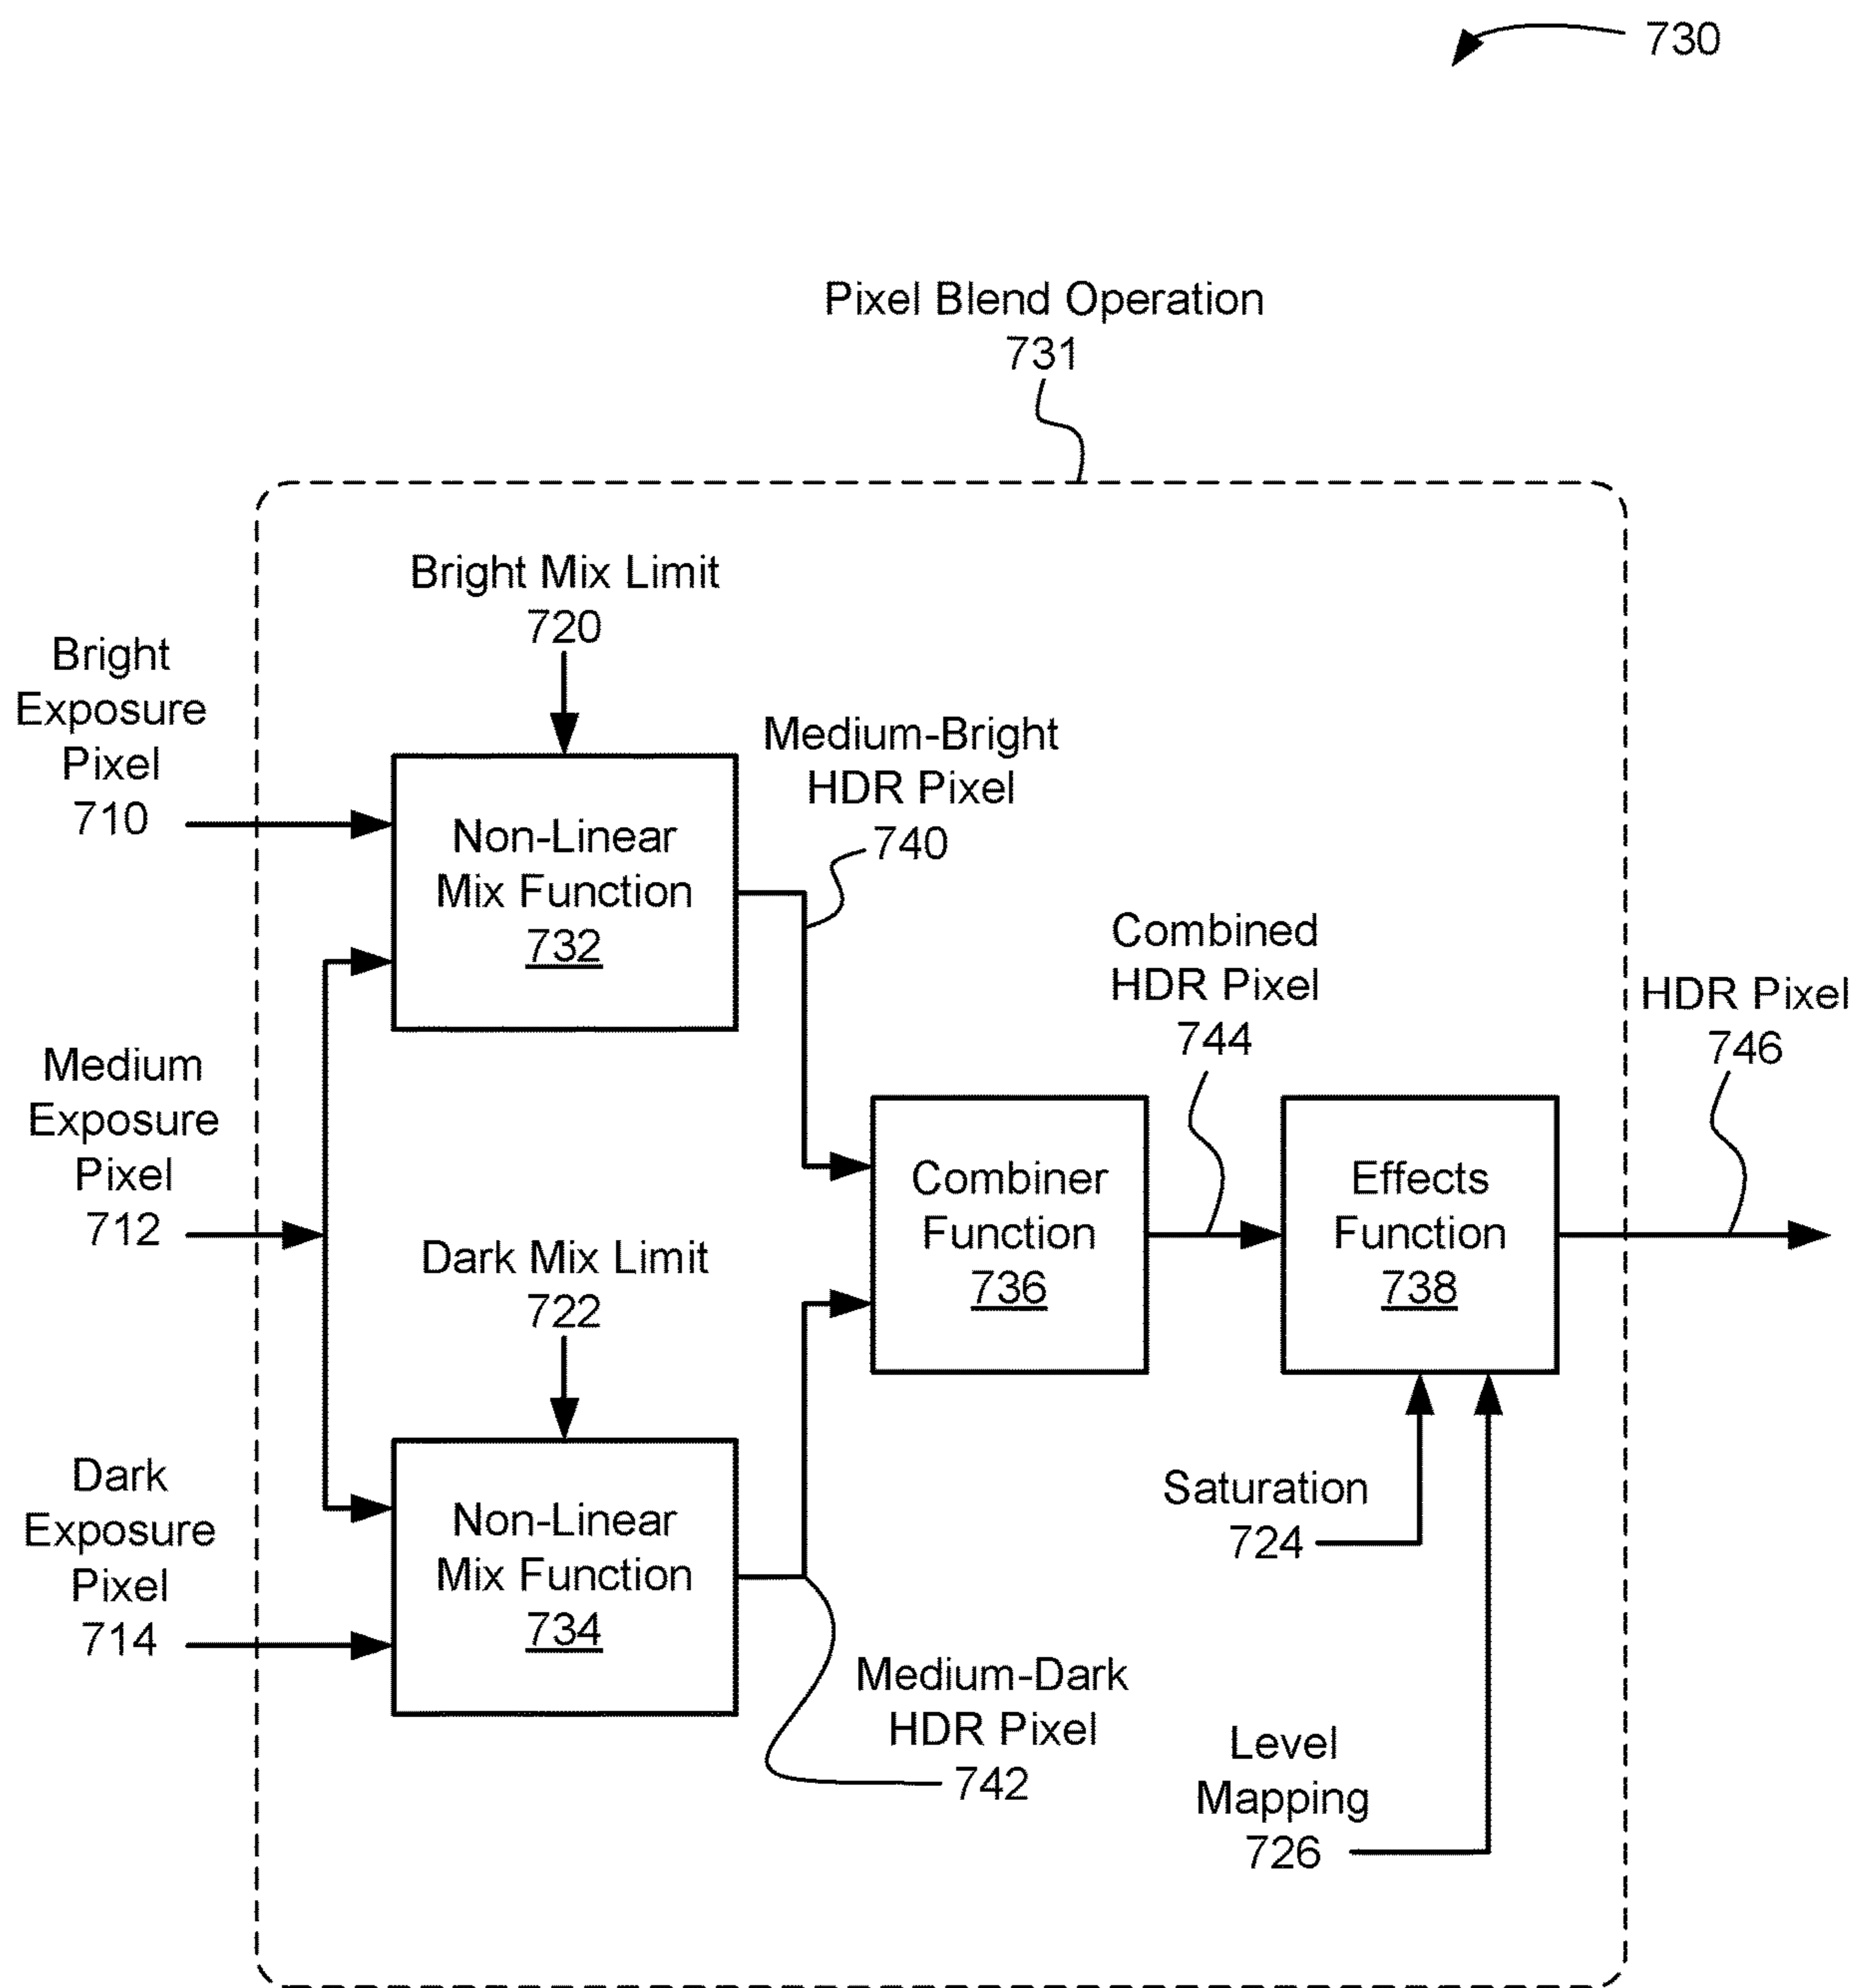 730
Pixel Blend Operation
731
Bright Mix Limit
720
Bright
Exposure
Pixel
710
Non-Linear
Mix Function
732
Medium-Bright
HDR Pixel
740
Combined
HDR Pixel
744
HDR Pixel
746
Medium
Exposure
Pixel
712
Dark Mix Limit
722
Combiner
Function
736
Effects
Function
738
Dark
Exposure
Pixel
714
Non-Linear
Mix Function
734
Saturation
724
Medium-Dark
HDR Pixel
742
Level
Mapping
726